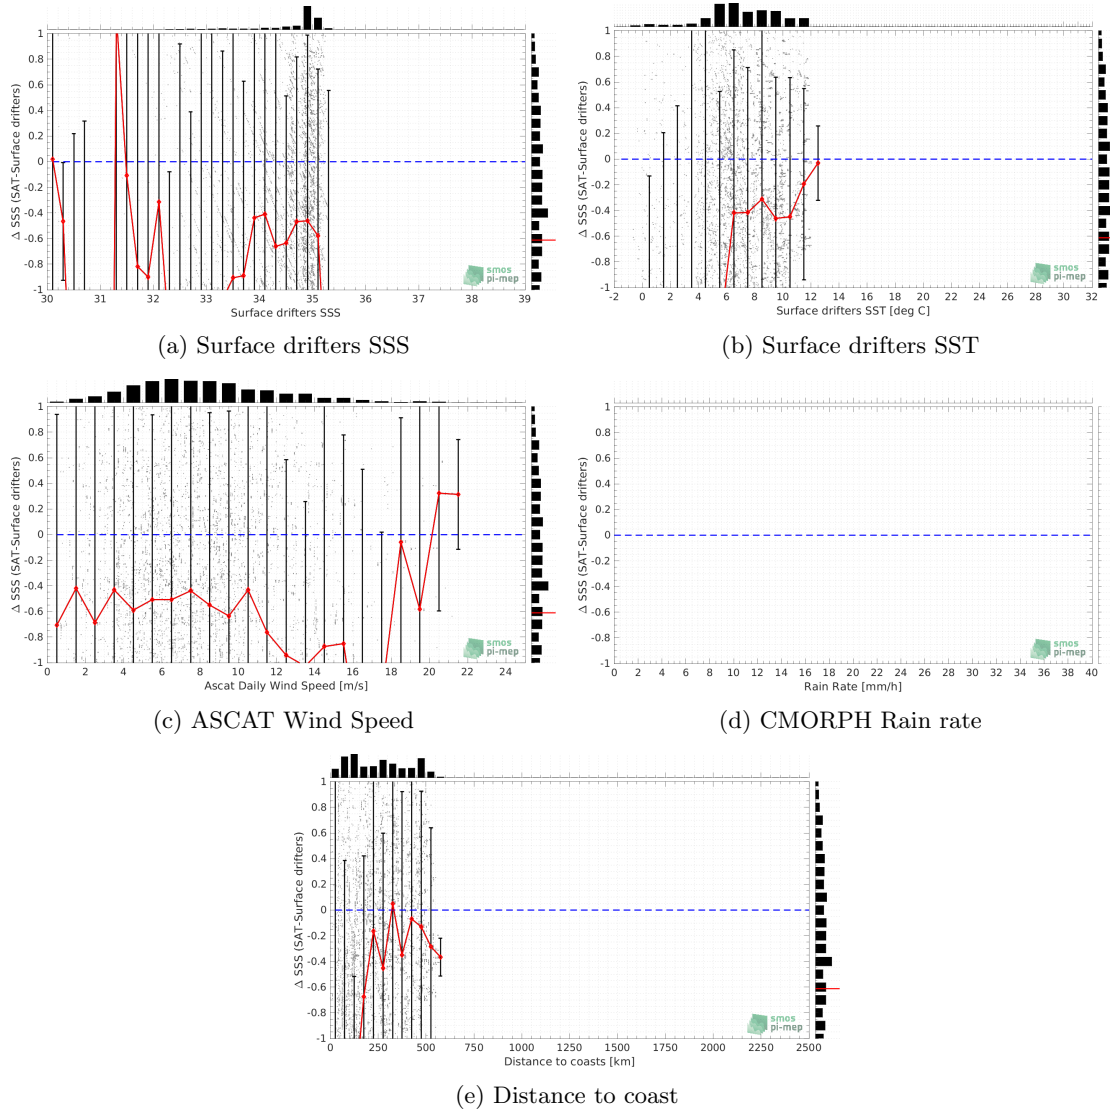 1
0.8
0.6
0.4
0.2
0
-0.2
-0.4
-0.6
-0.8
-1
Δ SSS (SAT-Surface drifters)
30 31 32 33 34 35 36 37 38 39
Surface drifters SSS
smos
pi-mep
(a) Surface drifters SSS
1
0.8
0.6
0.4
0.2
0
-0.2
-0.4
-0.6
-0.8
-1
Δ SSS (SAT-Surface drifters)
-2 0 2 4 6 8 10 12 14 16 18 20 22 24 26 28 30 32
Surface drifters SST [deg C]
smos
pi-mep
(b) Surface drifters SST
1
0.8
0.6
0.4
0.2
0
-0.2
-0.4
-0.6
-0.8
-1
Δ SSS (SAT-Surface drifters)
0 2 4 6 8 10 12 14 16 18 20 22 24
Ascat Daily Wind Speed [m/s]
smos
pi-mep
(c) ASCAT Wind Speed
1
0.8
0.6
0.4
0.2
0
-0.2
-0.4
-0.6
-0.8
-1
Δ SSS (SAT-Surface drifters)
0 2 4 6 8 10 12 14 16 18 20 22 24 26 28 30 32 34 36 38 40
Rain Rate [mm/h]
smos
pi-mep
(d) CMORPH Rain rate
1
0.8
0.6
0.4
0.2
0
-0.2
-0.4
-0.6
-0.8
-1
Δ SSS (SAT-Surface drifters)
0 250 500 750 1000 1250 1500 1750 2000 2250 2500
Distance to coasts [km]
smos
pi-mep
(e) Distance to coast